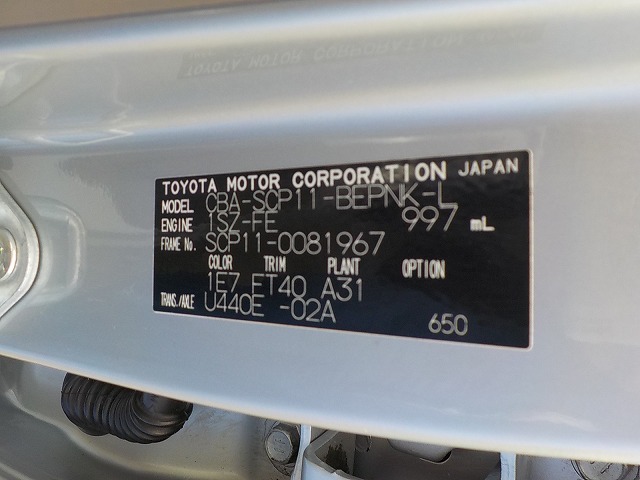 TOYOTA MOTOR CORPORATION JAPAN
MODEL CBA-SCP11-BEPNK-L
ENGINE 1SZ-FE 997 mL
FRAME No. SCP11-0081967
COLOR TRIM PLANT OPTION
1E7 FT40 A31
TRANS./AXLE U440E -02A
650